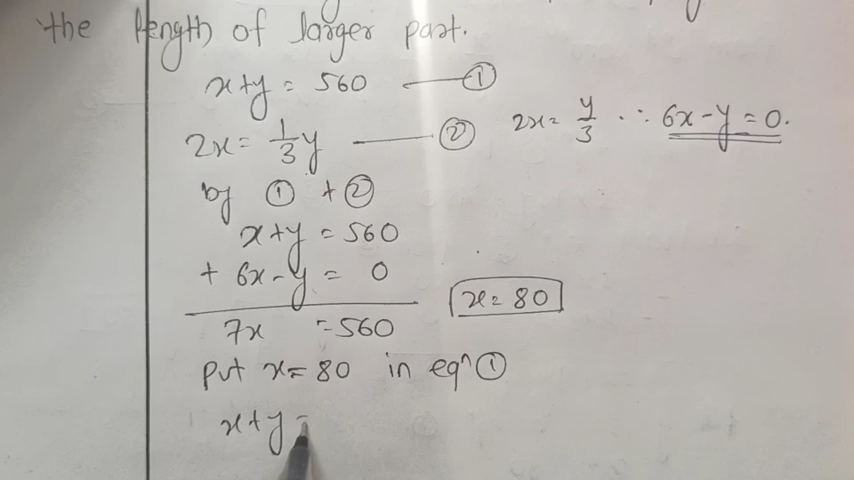 the length of larger part.
x+y = 560 —— ①
2x = 1/3 y —— ②
2x = y/3 ∴ 6x-y = 0.
by ① + ②
x+y = 560
+ 6x-y = 0
7x = 560
x = 80
put x = 80 in eqⁿ ①
x+y =